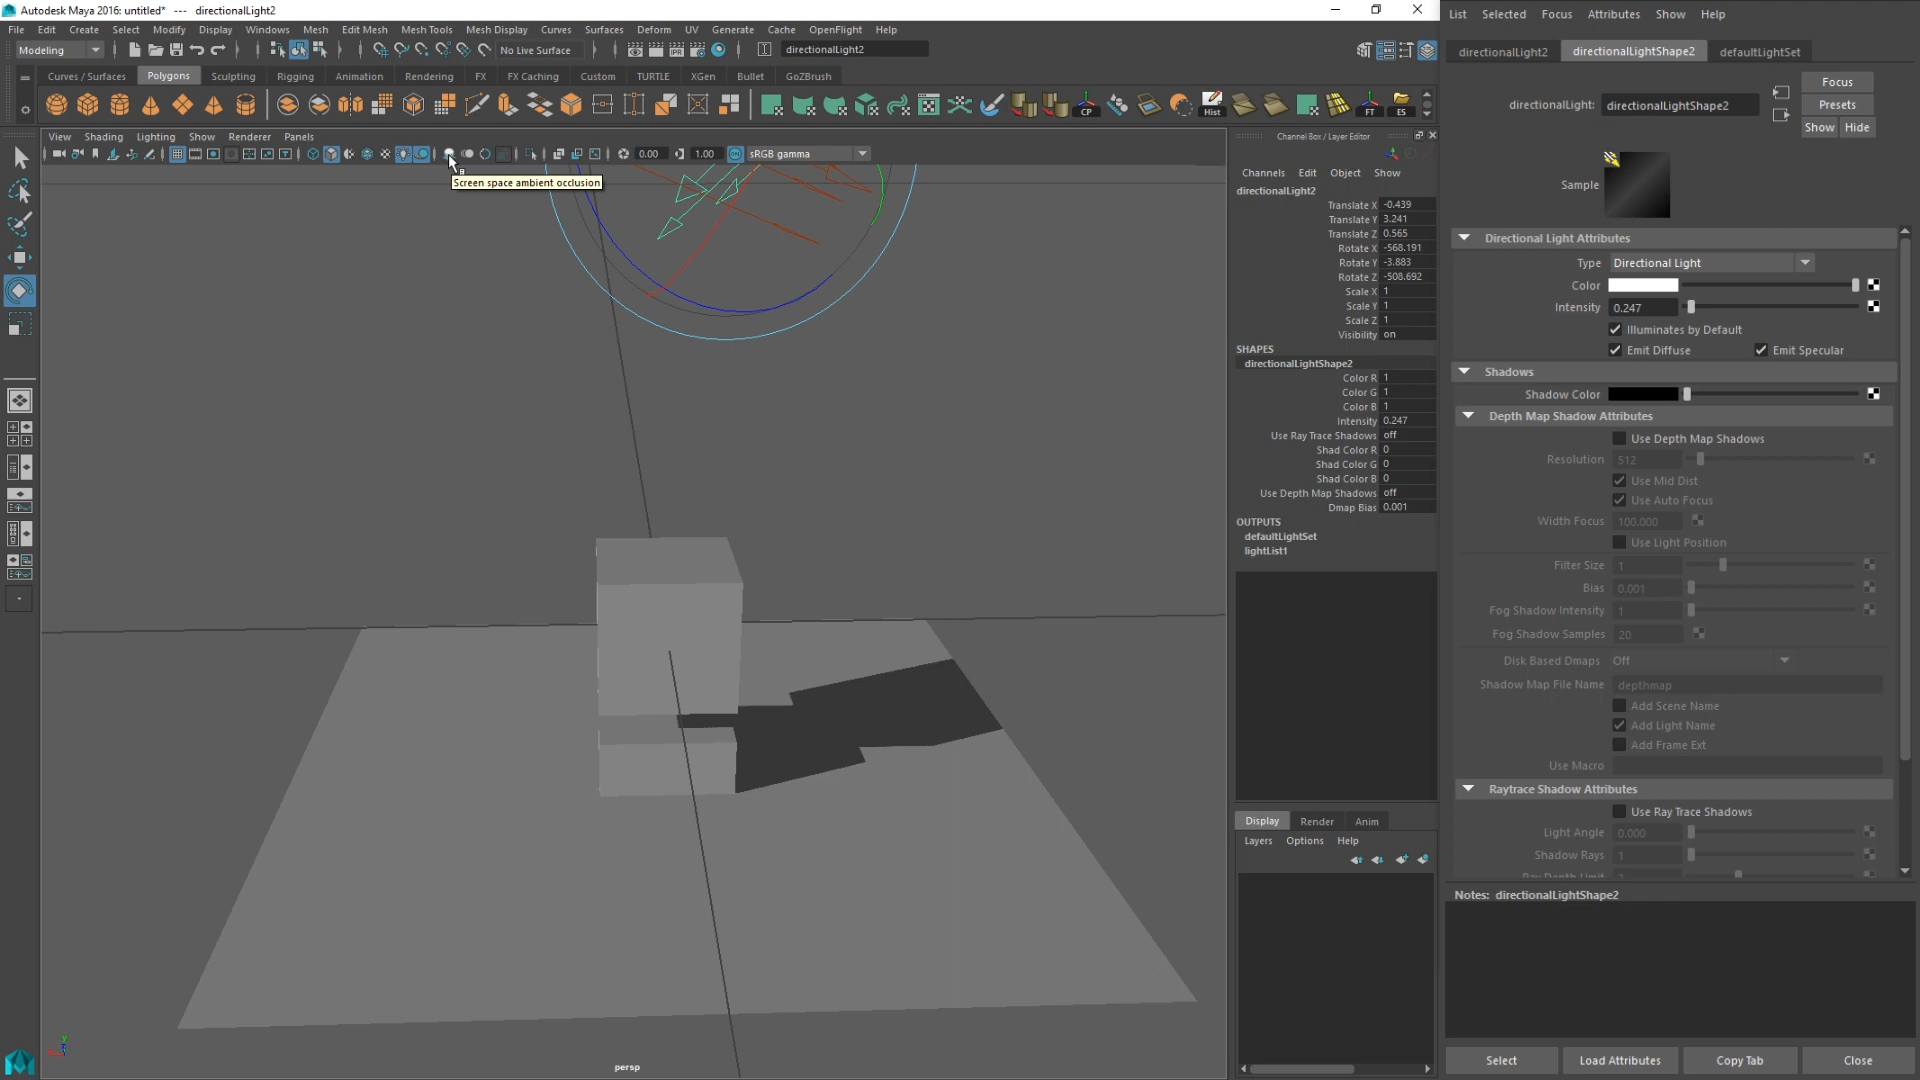 Autodesk Maya 2016: untitled* --- directionalLight2
List Selected Focus Attributes Show Help
File Edit Create Select Modify Display Windows Mesh Edit Mesh Mesh Tools Mesh Display Curves Surfaces Deform UV Generate Cache OpenFlight Help
Modeling No Live Surface directionalLight2
directionalLight2 directionalLightShape2 defaultLightSet
Curves / Surfaces Polygons Sculpting Rigging Animation Rendering FX FX Caching Custom TURTLE XGen Bullet GoZBrush
Focus
directionalLight: directionalLightShape2 Presets
CP Hist FT ES
Show Hide
View Shading Lighting Show Renderer Panels
Channel Box / Layer Editor
0.00 1.00 sRGB gamma
Screen space ambient occlusion
Channels Edit Object Show
directionalLight2
Translate X -0.439
Translate Y 3.241
Translate Z 0.565
Rotate X -568.191
Rotate Y -3.883
Rotate Z -508.692
Scale X 1
Scale Y 1
Scale Z 1
Visibility on
SHAPES
directionalLightShape2
Color R 1
Color G 1
Color B 1
Intensity 0.247
Use Ray Trace Shadows off
Shad Color R 0
Shad Color G 0
Shad Color B 0
Use Depth Map Shadows off
Dmap Bias 0.001
OUTPUTS
defaultLightSet
lightList1
Display Render Anim
Layers Options Help
Sample
Directional Light Attributes
Type Directional Light
Color
Intensity 0.247
Illuminates by Default
Emit Diffuse Emit Specular
Shadows
Shadow Color
Depth Map Shadow Attributes
Use Depth Map Shadows
Resolution 512
Use Mid Dist
Use Auto Focus
Width Focus 100.000
Use Light Position
Filter Size 1
Bias 0.001
Fog Shadow Intensity 1
Fog Shadow Samples 20
Disk Based Dmaps Off
Shadow Map File Name depthmap
Add Scene Name
Add Light Name
Add Frame Ext
Use Macro
Raytrace Shadow Attributes
Use Ray Trace Shadows
Light Angle 0.000
Shadow Rays 1
Notes: directionalLightShape2
Select Load Attributes Copy Tab Close
persp